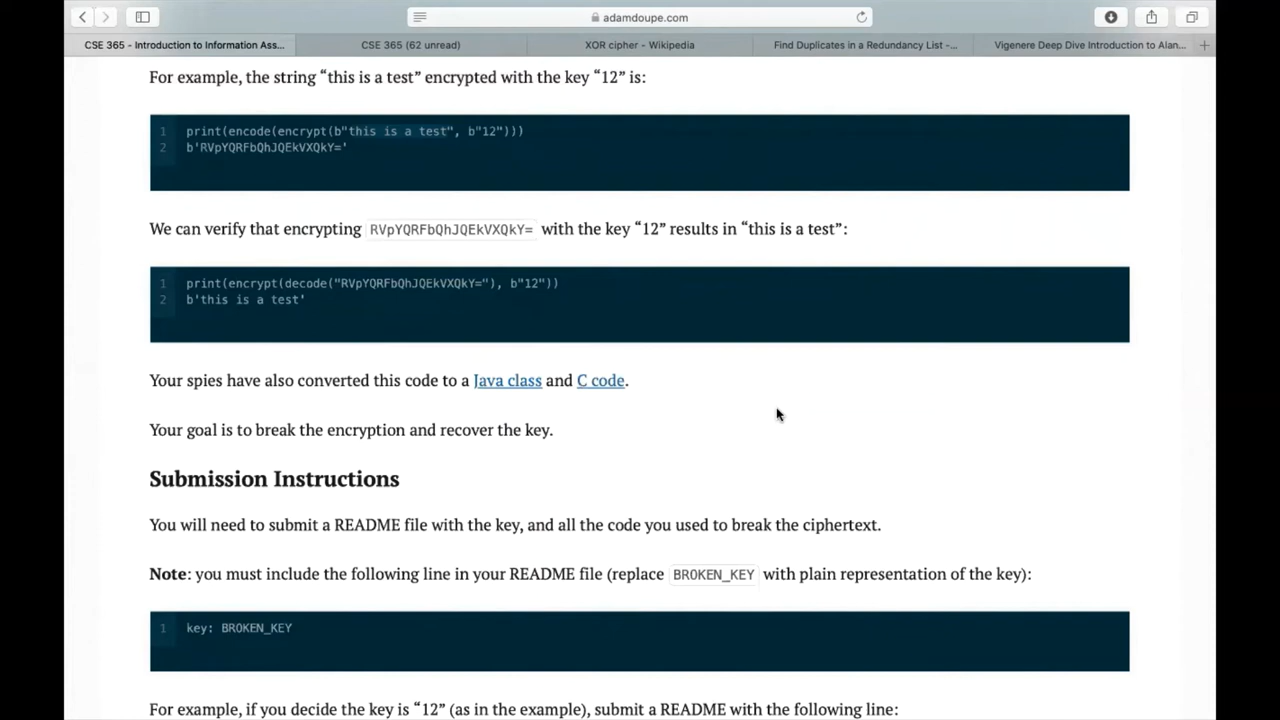 adamdoupe.com
CSE 365 - Introduction to Information Ass...
CSE 365 (62 unread)
XOR cipher - Wikipedia
Find Duplicates in a Redundancy List -...
Vigenere Deep Dive Introduction to Alan...
For example, the string “this is a test” encrypted with the key “12” is:
1 print(encode(encrypt(b"this is a test", b"12")))
2 b'RVpYQRFbQhJQEkVXQkY='
We can verify that encrypting RVpYQRFbQhJQEkVXQkY= with the key “12” results in “this is a test”:
1 print(encrypt(decode("RVpYQRFbQhJQEkVXQkY="), b"12"))
2 b'this is a test'
Your spies have also converted this code to a Java class and C code.
Your goal is to break the encryption and recover the key.
Submission Instructions
You will need to submit a README file with the key, and all the code you used to break the ciphertext.
Note: you must include the following line in your README file (replace BROKEN_KEY with plain representation of the key):
1 key: BROKEN_KEY
For example, if you decide the key is “12” (as in the example), submit a README with the following line: